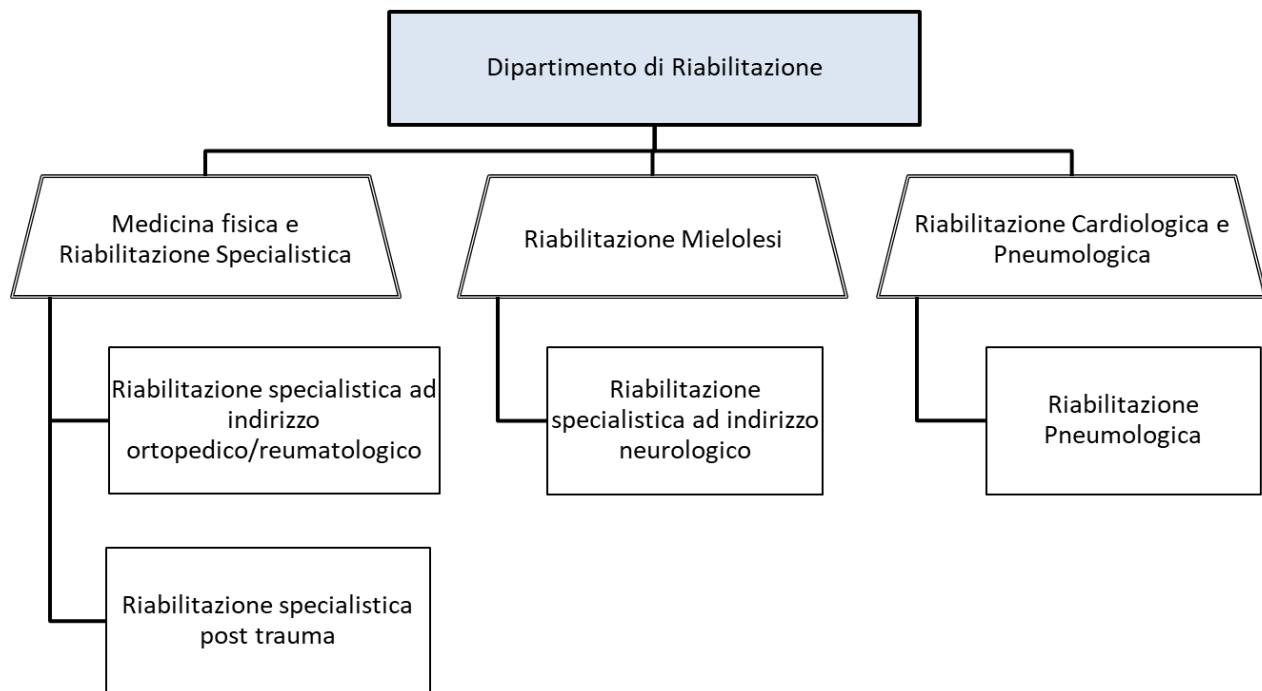 Dipartimento di Riabilitazione
Medicina fisica e
Riabilitazione Specialistica
Riabilitazione Mielolesi
Riabilitazione Cardiologica e
Pneumologica
Riabilitazione specialistica ad
indirizzo
ortopedico/reumatologico
Riabilitazione
specialistica ad indirizzo
neurologico
Riabilitazione
Pneumologica
Riabilitazione specialistica
post trauma